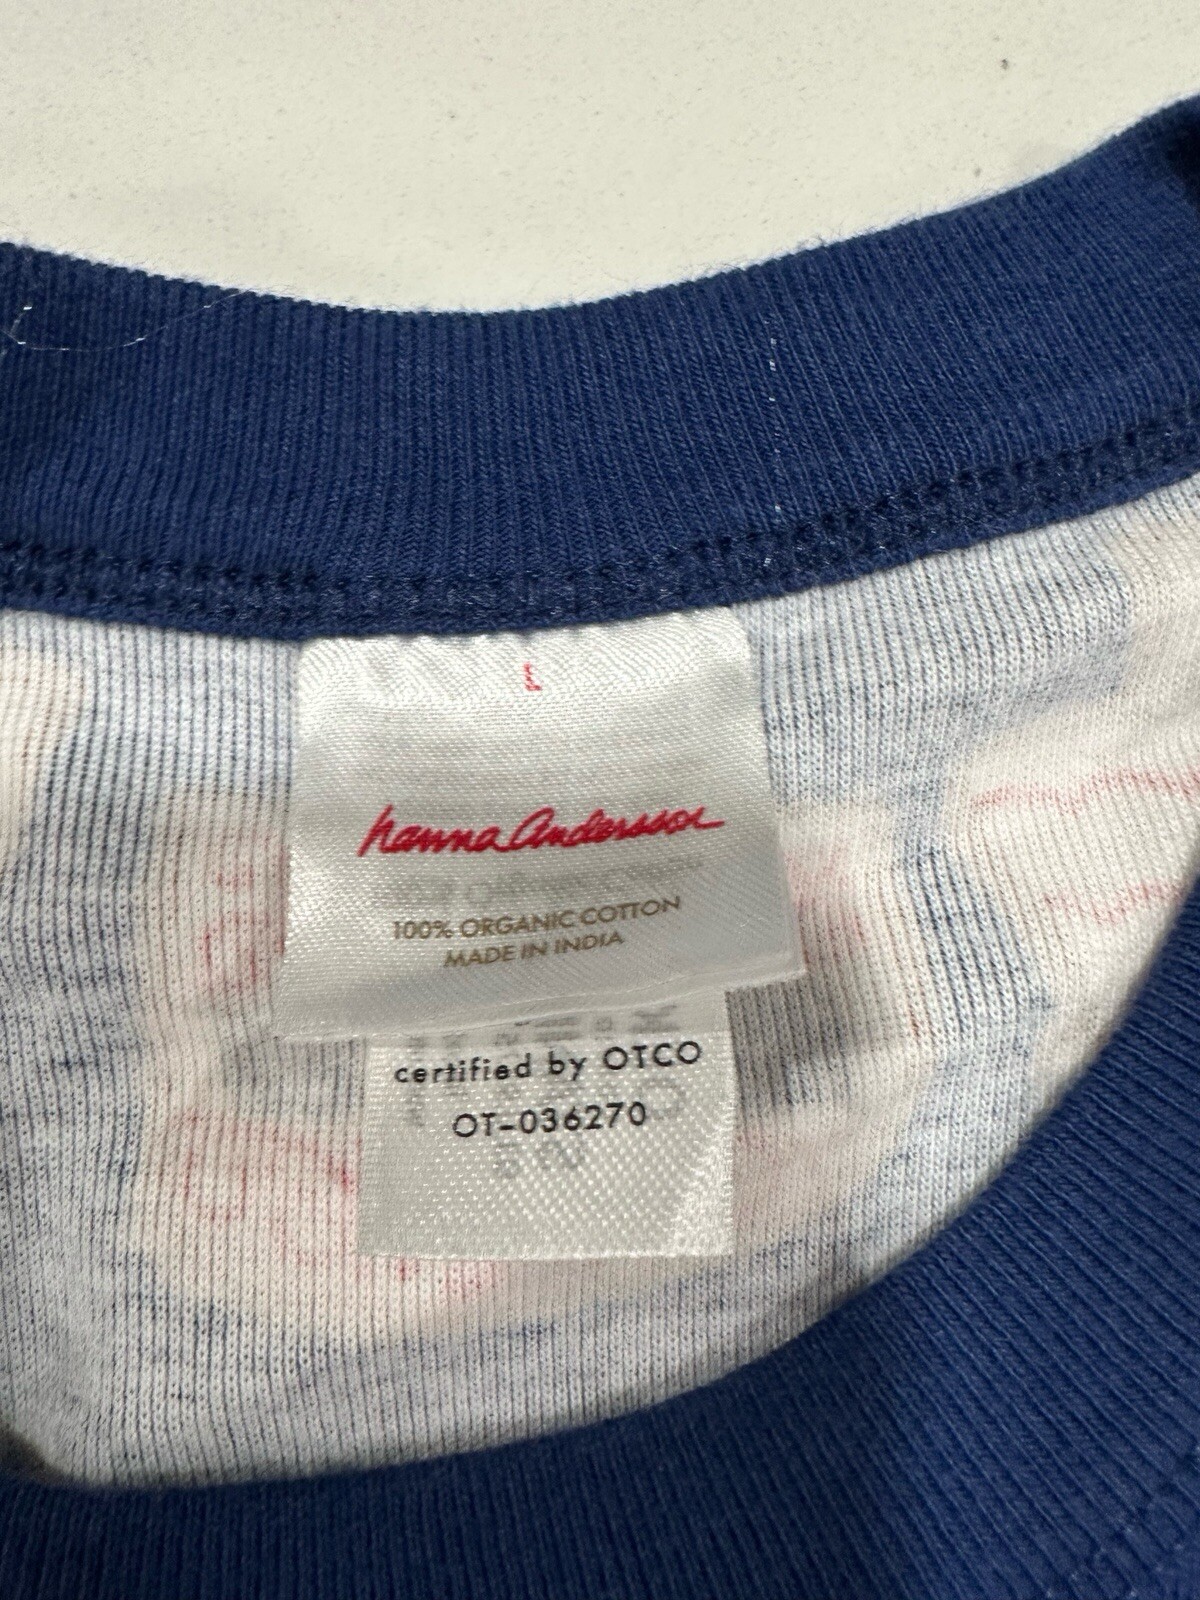 L
hanna andersson
100% ORGANIC COTTON
MADE IN INDIA
certified by OTCO
OT-036270